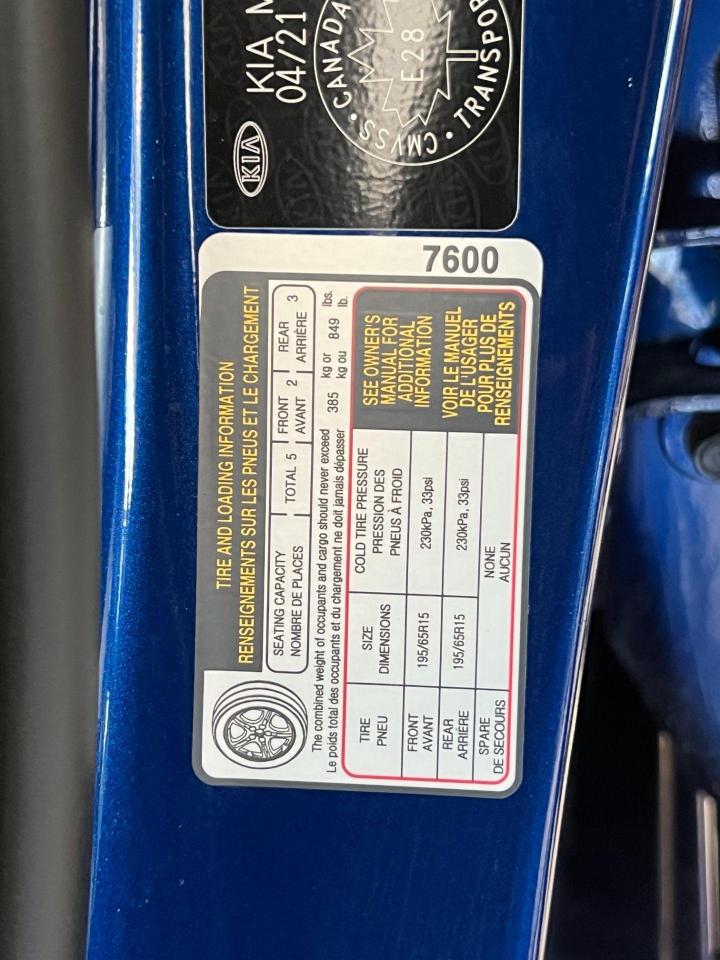 KIA
KIA M
04/21
CANADA
CMVSS • TRANSPOR
E28
7600
TIRE AND LOADING INFORMATION
RENSEIGNEMENTS SUR LES PNEUS ET LE CHARGEMENT
SEATING CAPACITY
NOMBRE DE PLACES
TOTAL 5
FRONT
AVANT 2
REAR
ARRIÈRE 3
The combined weight of occupants and cargo should never exceed 385 kg or 849 lbs.
Le poids total des occupants et du chargement ne doit jamais dépasser kg ou lb.
TIRE
PNEU
SIZE
DIMENSIONS
COLD TIRE PRESSURE
PRESSION DES
PNEUS À FROID
FRONT
AVANT
195/65R15
230kPa, 33psi
REAR
ARRIÈRE
195/65R15
230kPa, 33psi
SPARE
DE SECOURS
NONE
AUCUN
SEE OWNER'S
MANUAL FOR
ADDITIONAL
INFORMATION
VOIR LE MANUEL
DE L'USAGER
POUR PLUS DE
RENSEIGNEMENTS